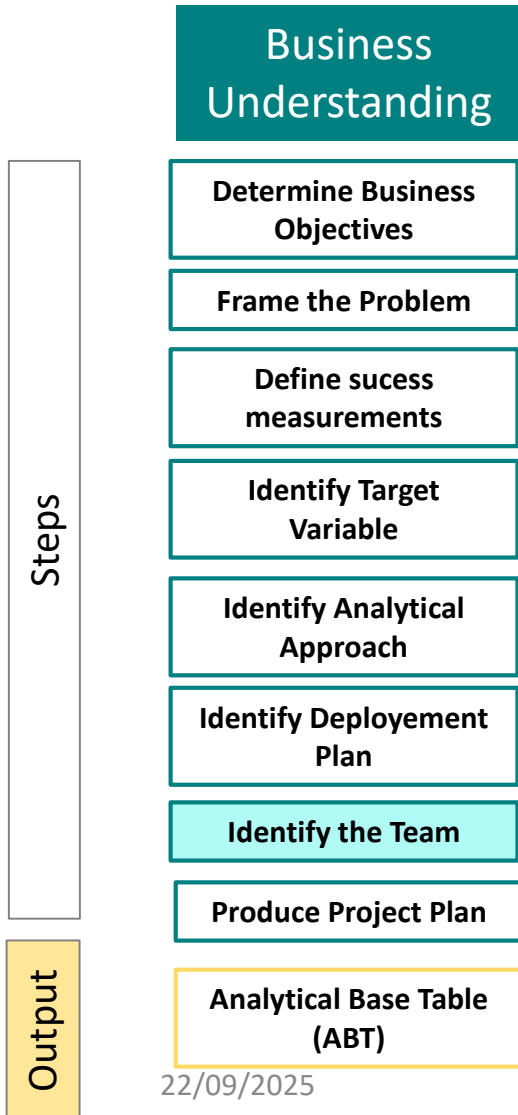 Business
Understanding
Steps
Determine Business
Objectives
Frame the Problem
Define sucess
measurements
Identify Target
Variable
Identify Analytical
Approach
Identify Deployement
Plan
Identify the Team
Produce Project Plan
Output
Analytical Base Table
(ABT)
22/09/2025